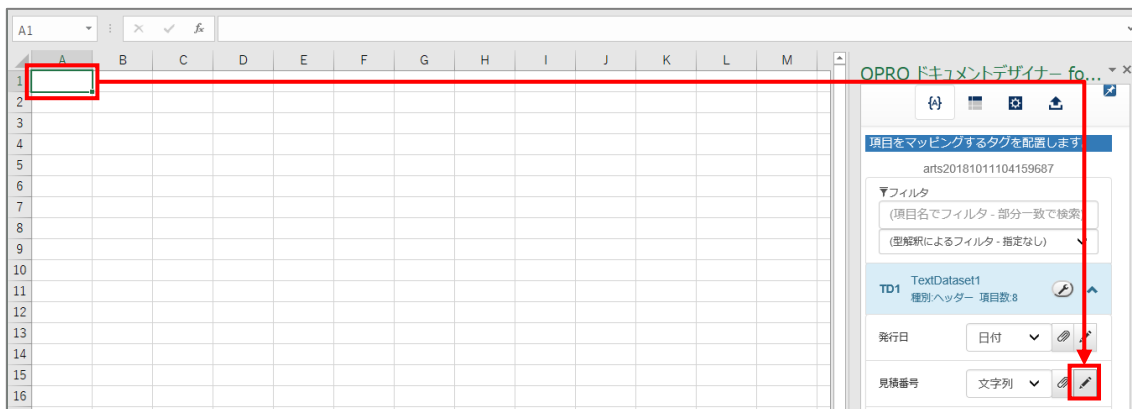 A1 fx
A B C D E F G H I J K L M
OPRO ドキュメントデザイナー fo...
1
2
3
4
5
6
7
8
9
10
11
12
13
14
15
16
{A}
項目をマッピングするタグを配置します
arts20181011104159687
フィルタ
(項目名でフィルタ - 部分一致で検索)
(型解釈によるフィルタ - 指定なし)
TD1 TextDataset1
種別:ヘッダー 項目数:8
発行日 日付
見積番号 文字列